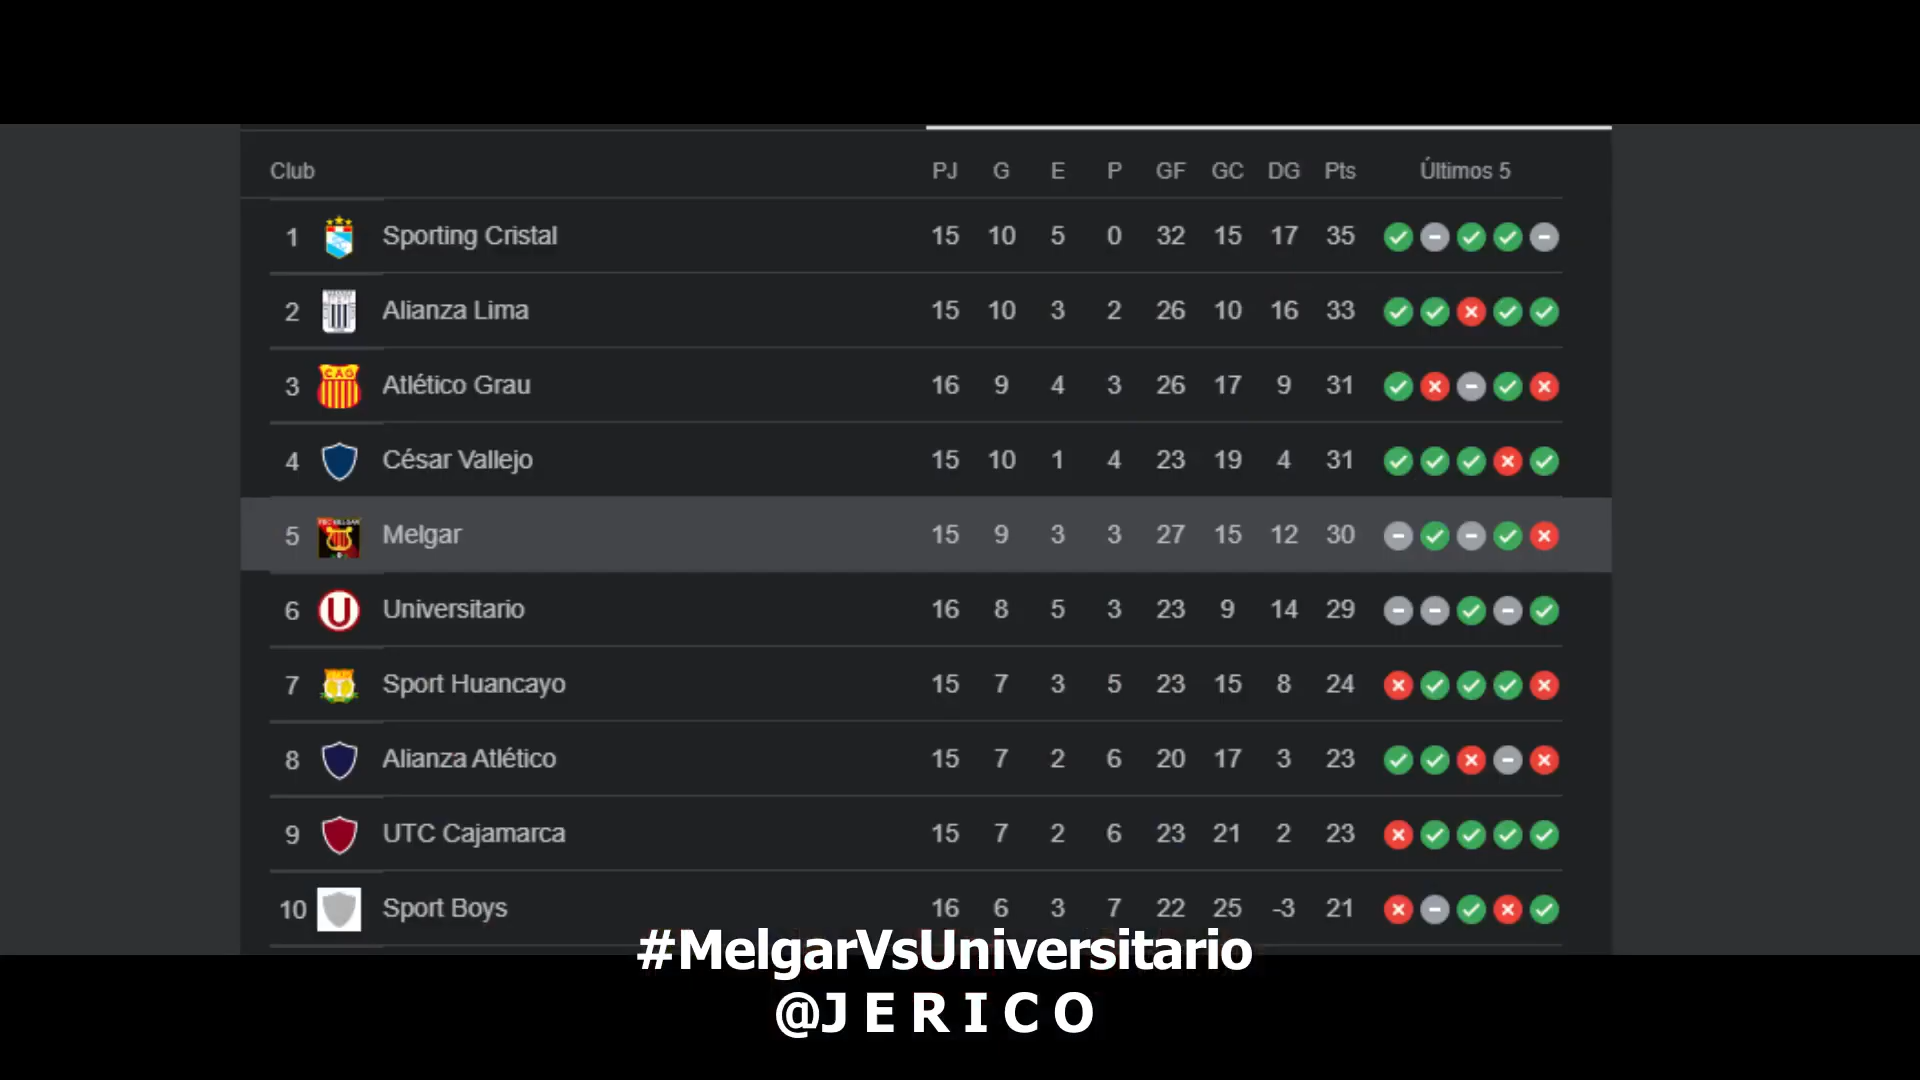 Club PJ G E P GF GC DG Pts Últimos 5
1 Sporting Cristal 15 10 5 0 32 15 17 35
2 Alianza Lima 15 10 3 2 26 10 16 33
3 CAG Atlético Grau 16 9 4 3 26 17 9 31
4 César Vallejo 15 10 1 4 23 19 4 31
5 Melgar 15 9 3 3 27 15 12 30
6 U Universitario 16 8 5 3 23 9 14 29
7 Sport Huancayo 15 7 3 5 23 15 8 24
8 Alianza Atlético 15 7 2 6 20 17 3 23
9 UTC Cajamarca 15 7 2 6 23 21 2 23
10 Sport Boys 16 6 3 7 22 25 -3 21
#MelgarVsUniversitario
@J E R I C O